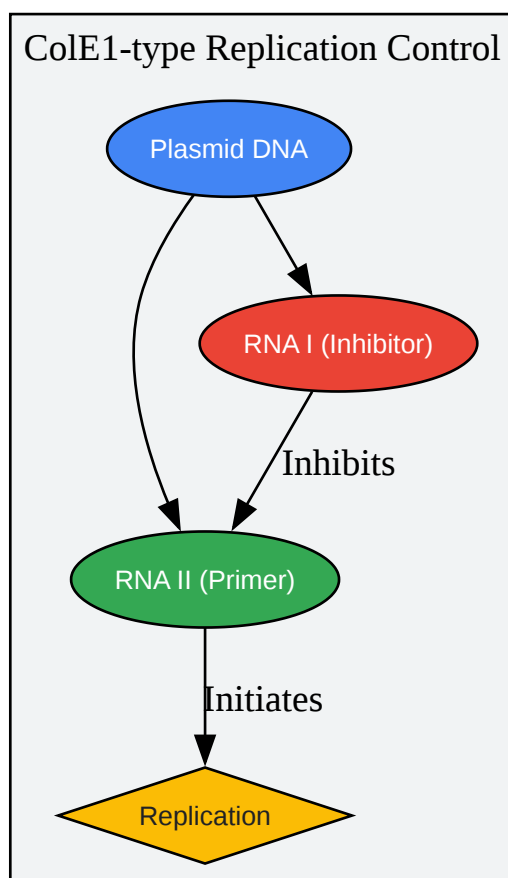 ColE1-type Replication Control
Plasmid DNA
RNA I (Inhibitor)
Inhibits
RNA II (Primer)
Initiates
Replication